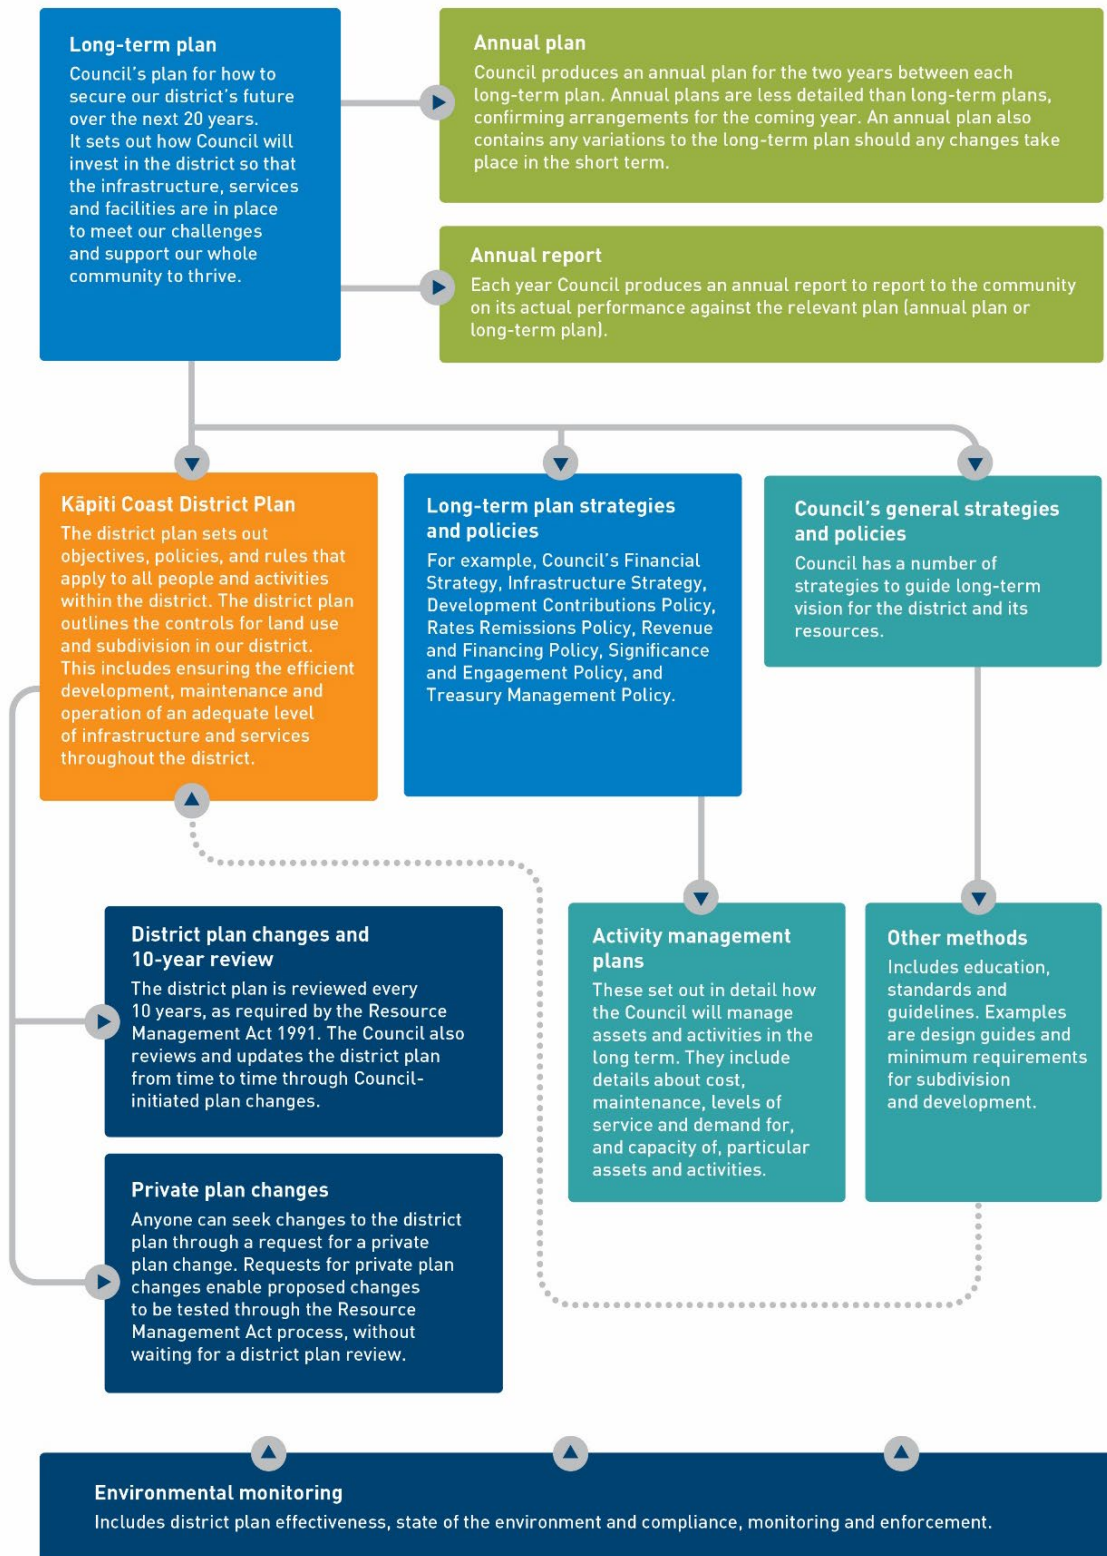 Long-term plan
Council's plan for how to
secure our district's future
over the next 20 years.
It sets out how Council will
invest in the district so that
the infrastructure, services
and facilities are in place
to meet our challenges
and support our whole
community to thrive.
Annual plan
Council produces an annual plan for the two years between each
long-term plan. Annual plans are less detailed than long-term plans,
confirming arrangements for the coming year. An annual plan also
contains any variations to the long-term plan should any changes take
place in the short term.
Annual report
Each year Council produces an annual report to report to the community
on its actual performance against the relevant plan (annual plan or
long-term plan).
Kāpiti Coast District Plan
The district plan sets out
objectives, policies, and rules that
apply to all people and activities
within the district. The district plan
outlines the controls for land use
and subdivision in our district.
This includes ensuring the efficient
development, maintenance and
operation of an adequate level
of infrastructure and services
throughout the district.
Long-term plan strategies
and policies
For example, Council's Financial
Strategy, Infrastructure Strategy,
Development Contributions Policy,
Rates Remissions Policy, Revenue
and Financing Policy, Significance
and Engagement Policy, and
Treasury Management Policy.
Council's general strategies
and policies
Council has a number of
strategies to guide long-term
vision for the district and its
resources.
District plan changes and
10-year review
The district plan is reviewed every
10 years, as required by the Resource
Management Act 1991. The Council also
reviews and updates the district plan
from time to time through Council-
initiated plan changes.
Activity management
plans
These set out in detail how
the Council will manage
assets and activities in the
long term. They include
details about cost,
maintenance, levels of
service and demand for,
and capacity of, particular
assets and activities.
Other methods
Includes education,
standards and
guidelines. Examples
are design guides and
minimum requirements
for subdivision
and development.
Private plan changes
Anyone can seek changes to the district
plan through a request for a private
plan change. Requests for private plan
changes enable proposed changes
to be tested through the Resource
Management Act process, without
waiting for a district plan review.
Environmental monitoring
Includes district plan effectiveness, state of the environment and compliance, monitoring and enforcement.